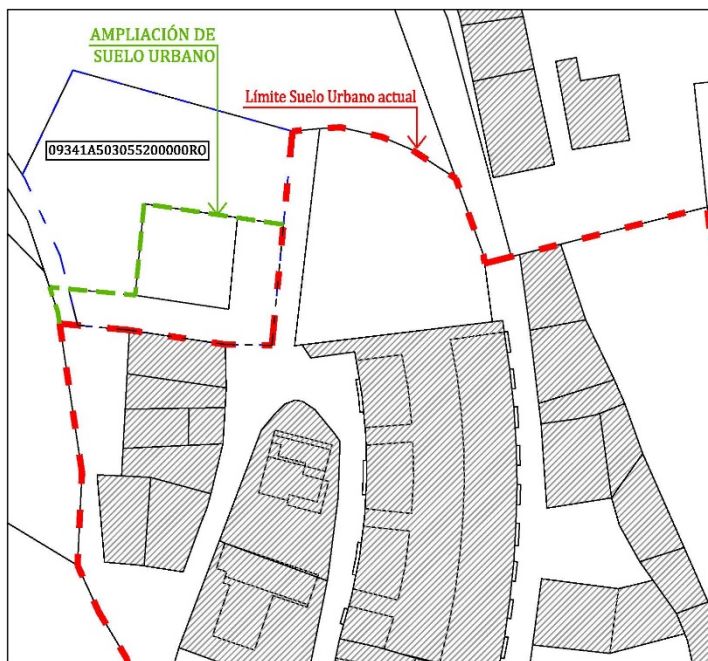 AMPLIACIÓN DE
SUELO URBANO
Límite Suelo Urbano actual
09341A503055200000RO